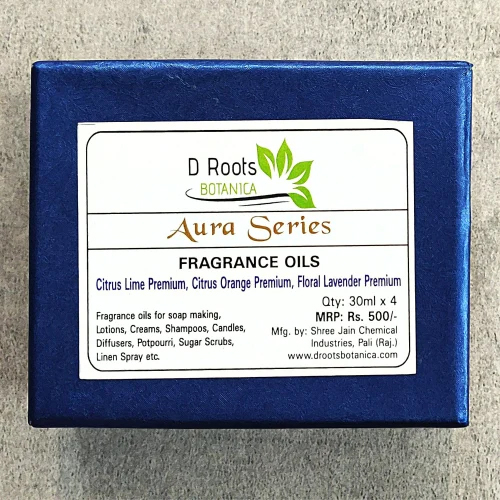 D Roots
BOTANICA
Aura Series
FRAGRANCE OILS
Citrus Lime Premium, Citrus Orange Premium, Floral Lavender Premium
Qty: 30ml x 4
MRP: Rs. 500/-
Fragrance oils for soap making,
Lotions, Creams, Shampoos, Candles,
Diffusers, Potpourri, Sugar Scrubs,
Linen Spray etc.
Mfg. by: Shree Jain Chemical
Industries, Pali (Raj.)
www.drootsbotanica.com